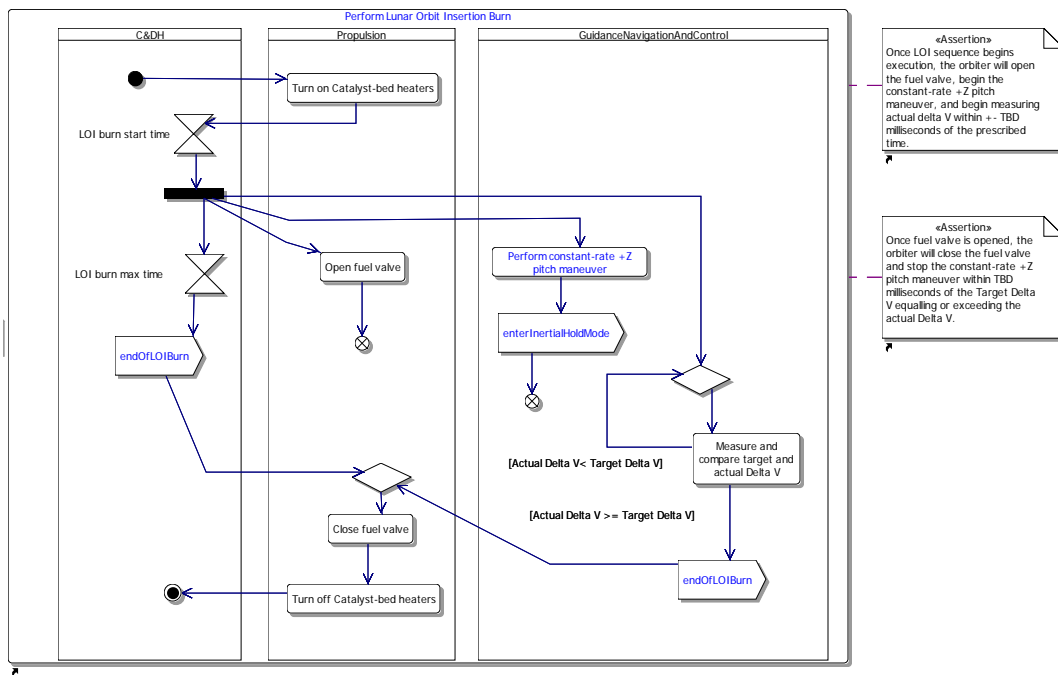 Perform Lunar Orbit Insertion Burn
C&DH
Propulsion
GuidanceNavigationAndControl
Turn on Catalyst-bed heaters
LOI burn start time
LOI burn max time
Open fuel valve
Perform constant-rate +Z
pitch maneuver
enterInertialHoldMode
endOfLOIBurn
Measure and
compare target and
actual Delta V
[Actual Delta V< Target Delta V]
[Actual Delta V >= Target Delta V]
Close fuel valve
endOfLOIBurn
Turn off Catalyst-bed heaters
«Assertion»
Once LOI sequence begins
execution, the orbiter will open
the fuel valve, begin the
constant-rate +Z pitch
maneuver, and begin measuring
actual delta V within +- TBD
milliseconds of the prescribed
time.
«Assertion»
Once fuel valve is opened, the
orbiter will close the fuel valve
and stop the constant-rate +Z
pitch maneuver within TBD
milliseconds of the Target Delta
V equalling or exceeding the
actual Delta V.